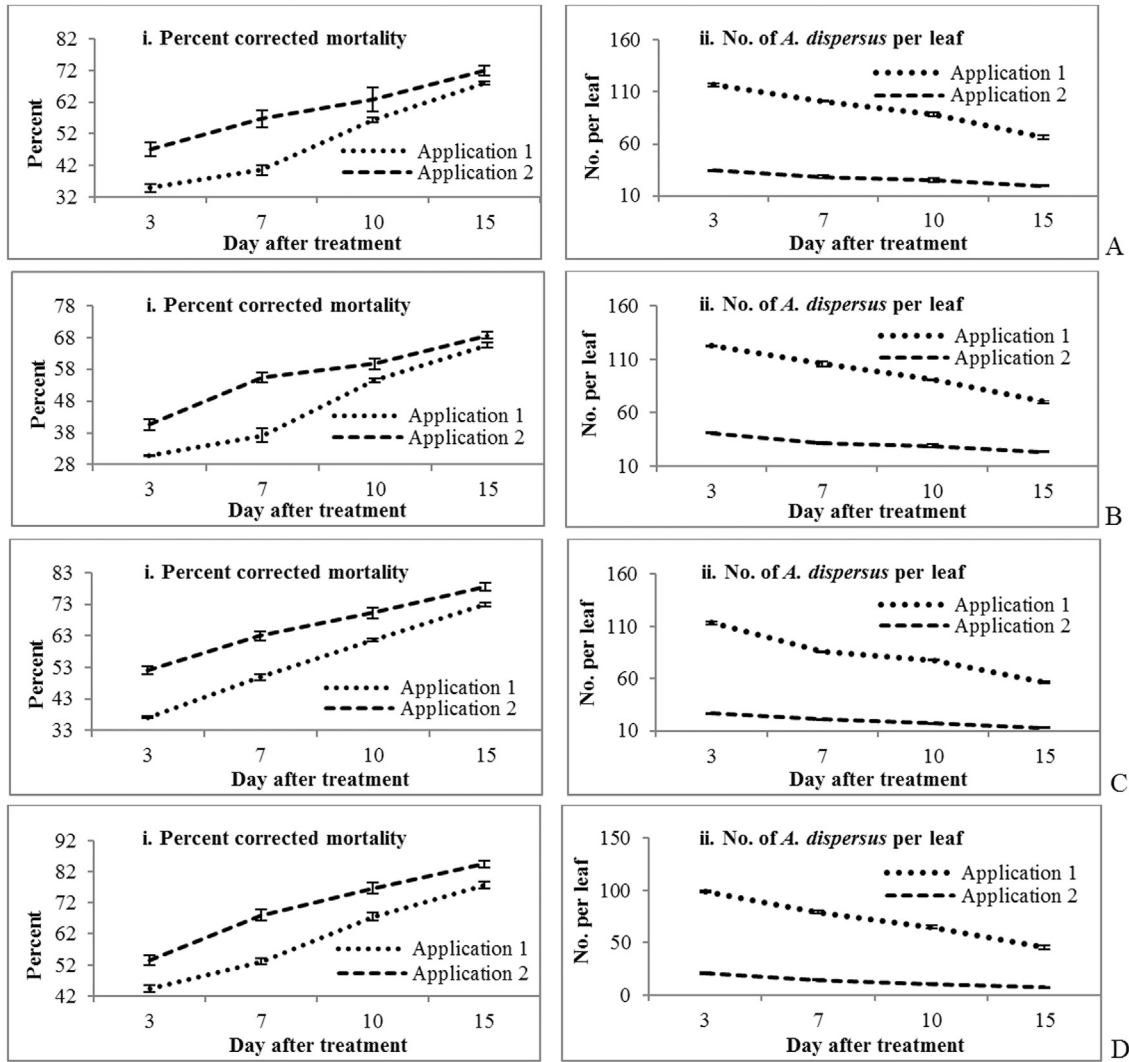 i. Percent corrected mortality
Percent
82
72
62
52
42
32
Application 1
Application 2
3 7 10 15
Day after treatment
ii. No. of A. dispersus per leaf
No. per leaf
160
110
60
10
Application 1
Application 2
3 7 10 15
Day after treatment
A
i. Percent corrected mortality
Percent
78
68
58
48
38
28
Application 1
Application 2
3 7 10 15
Day after treatment
ii. No. of A. dispersus per leaf
No. per leaf
160
110
60
10
Application 1
Application 2
3 7 10 15
Day after treatment
B
i. Percent corrected mortality
Percent
83
73
63
53
43
33
Application 1
Application 2
3 7 10 15
Day after treatment
ii. No. of A. dispersus per leaf
No. per leaf
160
110
60
10
Application 1
Application 2
3 7 10 15
Day after treatment
C
i. Percent corrected mortality
Percent
92
82
72
62
52
42
Application 1
Application 2
3 7 10 15
Day after treatment
ii. No. of A. dispersus per leaf
No. per leaf
150
100
50
0
Application 1
Application 2
3 7 10 15
Day after treatment
D